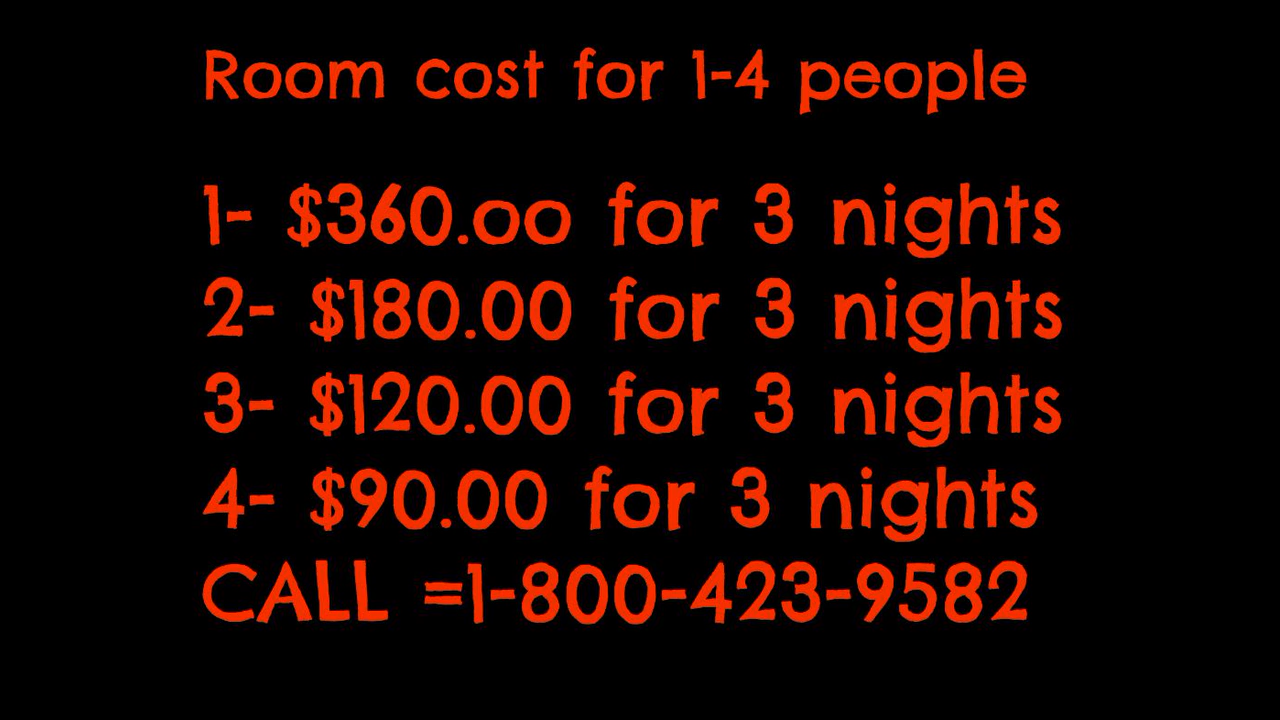 Room cost for 1-4 people
1- $360.oo for 3 nights
2- $180.00 for 3 nights
3- $120.00 for 3 nights
4- $90.00 for 3 nights
CALL =1-800-423-9582